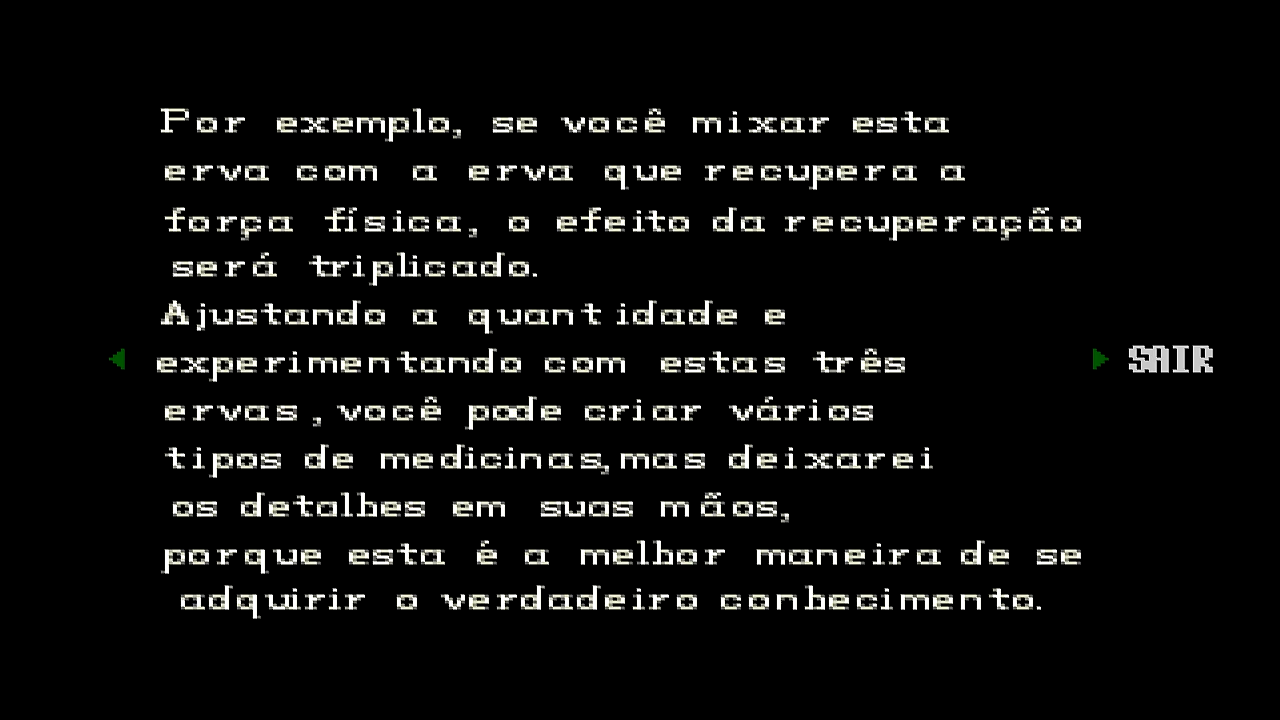 Por exemplo, se você mixar esta
erva com a erva que recupera a
força física, o efeito da recuperação
será triplicado.
Ajustando a quantidade e
experimentando com estas três
SAIR
ervas, você pode criar vários
tipos de medicinas, mas deixarei
os detalhes em suas mãos,
porque esta é a melhor maneira de se
adquirir o verdadeiro conhecimento.